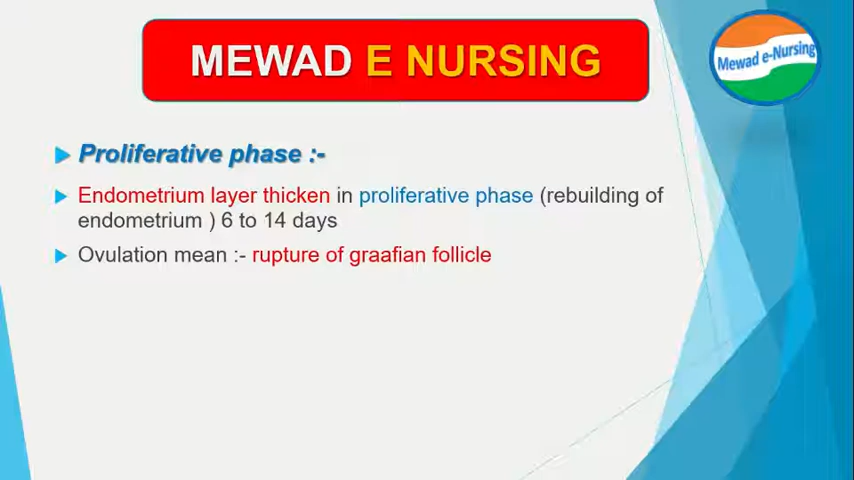 MEWAD E NURSING
Mewad e-Nursing
Proliferative phase :-
Endometrium layer thicken in proliferative phase (rebuilding of
endometrium ) 6 to 14 days
Ovulation mean :- rupture of graafian follicle